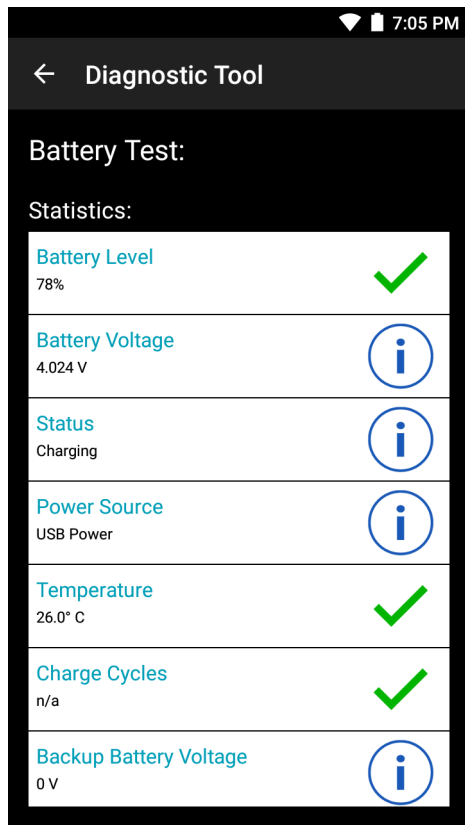 7:05 PM
Diagnostic Tool
Battery Test:
Statistics:
Battery Level
78%
Battery Voltage
4.024 V
Status
Charging
Power Source
USB Power
Temperature
26.0° C
Charge Cycles
n/a
Backup Battery Voltage
0 V